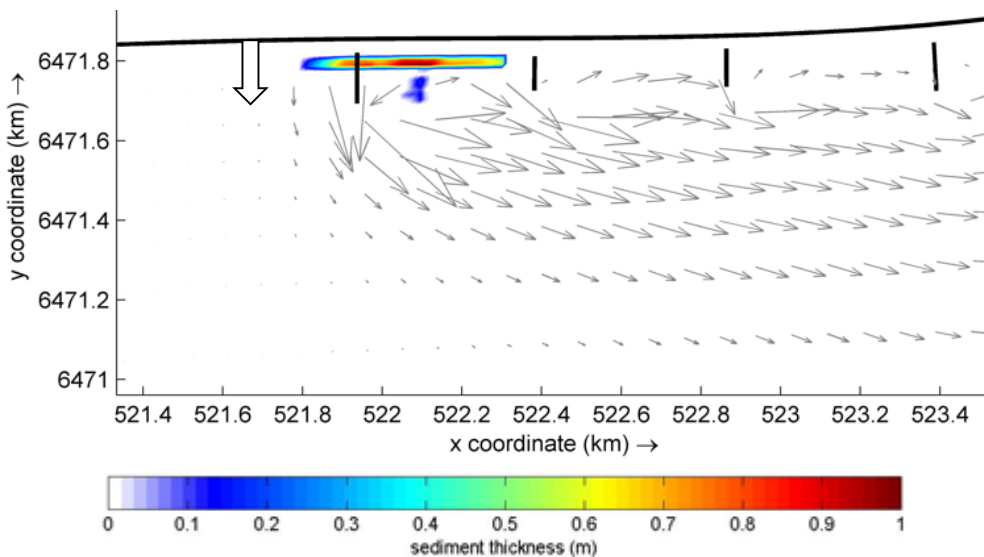 6471.8
6471.6
6471.4
6471.2
6471
y coordinate (km) →
521.4 521.6 521.8 522 522.2 522.4 522.6 522.8 523 523.2 523.4
x coordinate (km) →
0 0.1 0.2 0.3 0.4 0.5 0.6 0.7 0.8 0.9 1
sediment thickness (m)